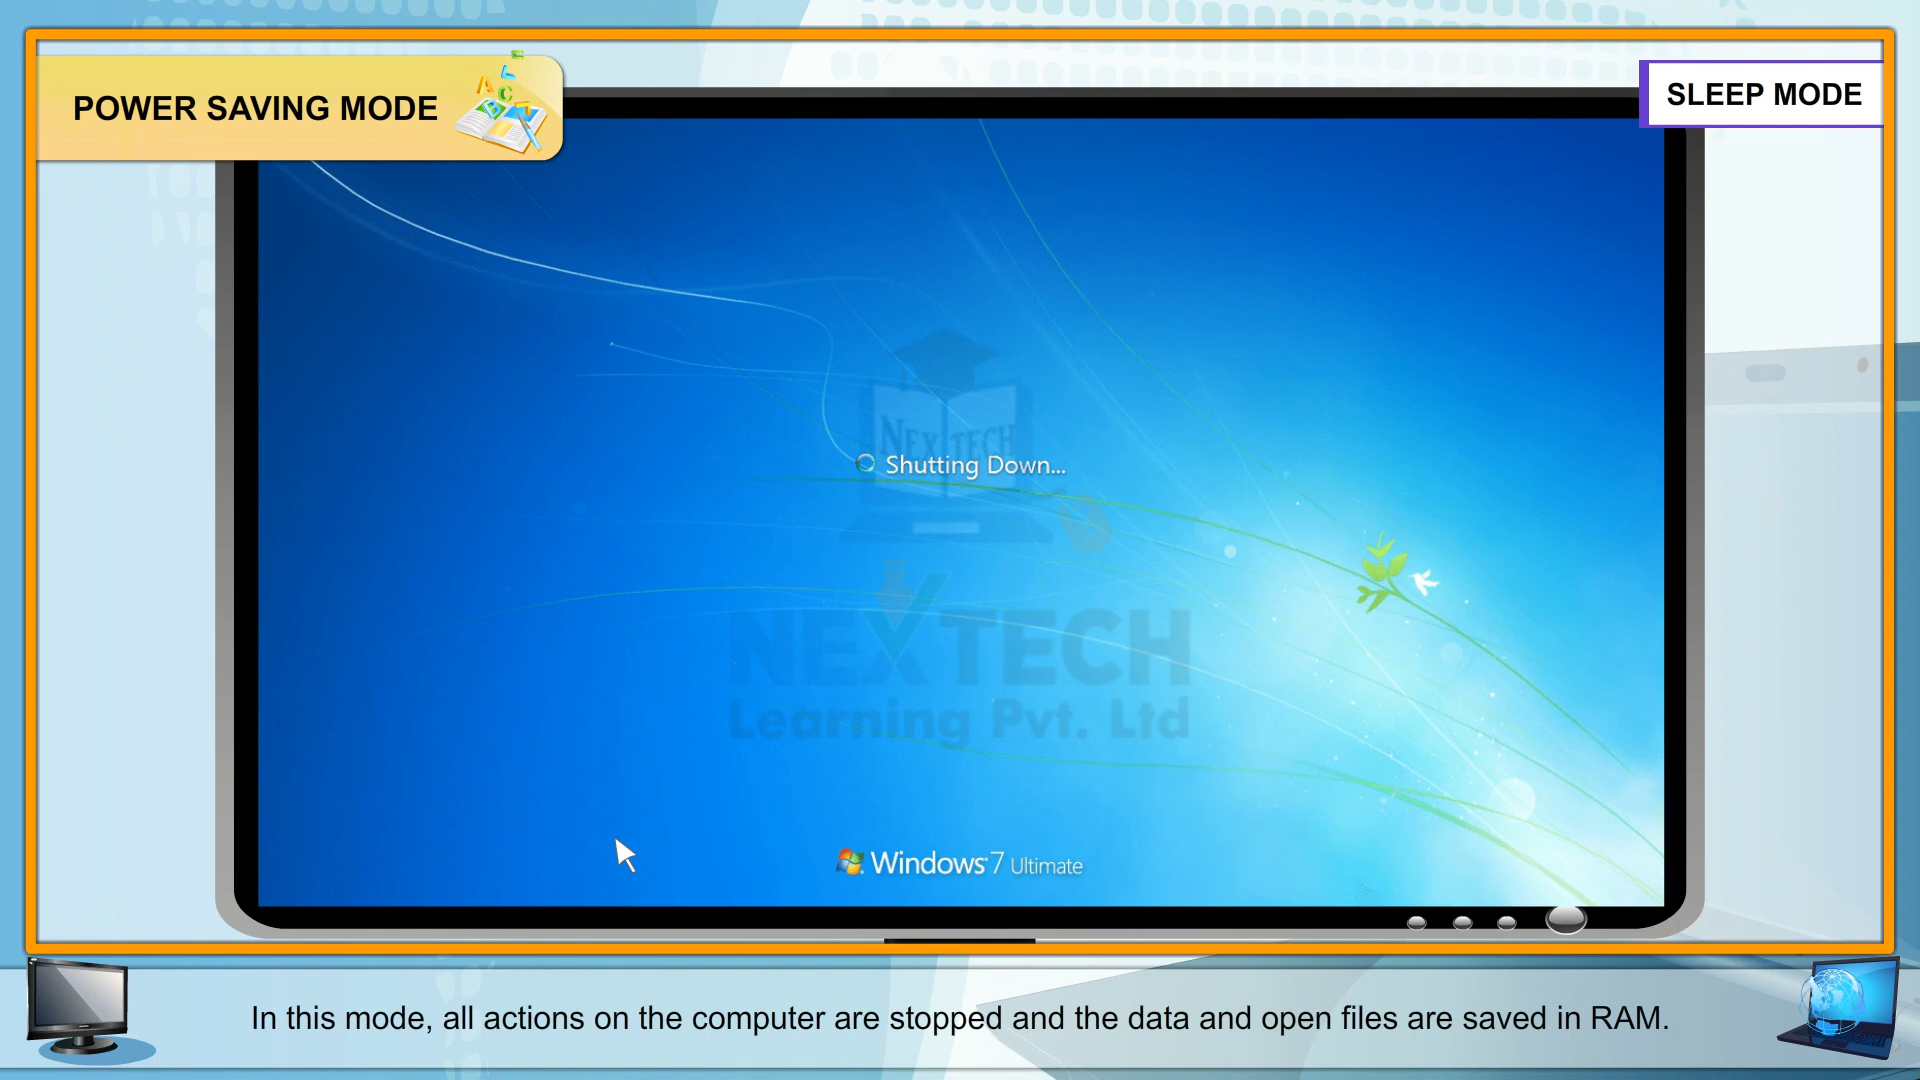 POWER SAVING MODE
SLEEP MODE
NEXTECH
Shutting Down...
NEXTECH
Learning Pvt. Ltd
Windows 7 Ultimate
In this mode, all actions on the computer are stopped and the data and open files are saved in RAM.